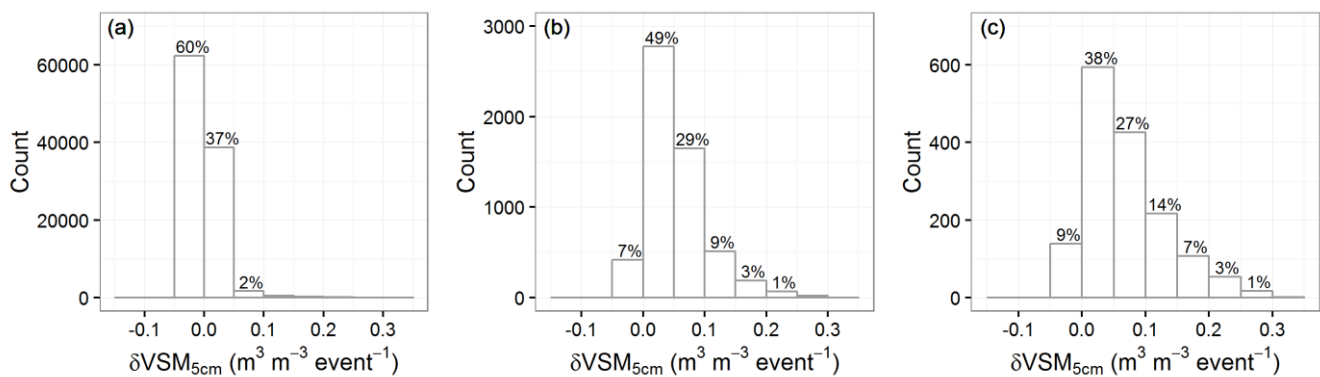 (a)
60%
37%
2%
60000
40000
20000
0
Count
-0.1 0.0 0.1 0.2 0.3
δVSM5cm (m³ m⁻³ event⁻¹)
(b)
49%
29%
7%
9%
3%
1%
3000
2000
1000
0
Count
-0.1 0.0 0.1 0.2 0.3
δVSM5cm (m³ m⁻³ event⁻¹)
(c)
38%
27%
14%
9%
7%
3%
1%
600
400
200
0
Count
-0.1 0.0 0.1 0.2 0.3
δVSM5cm (m³ m⁻³ event⁻¹)